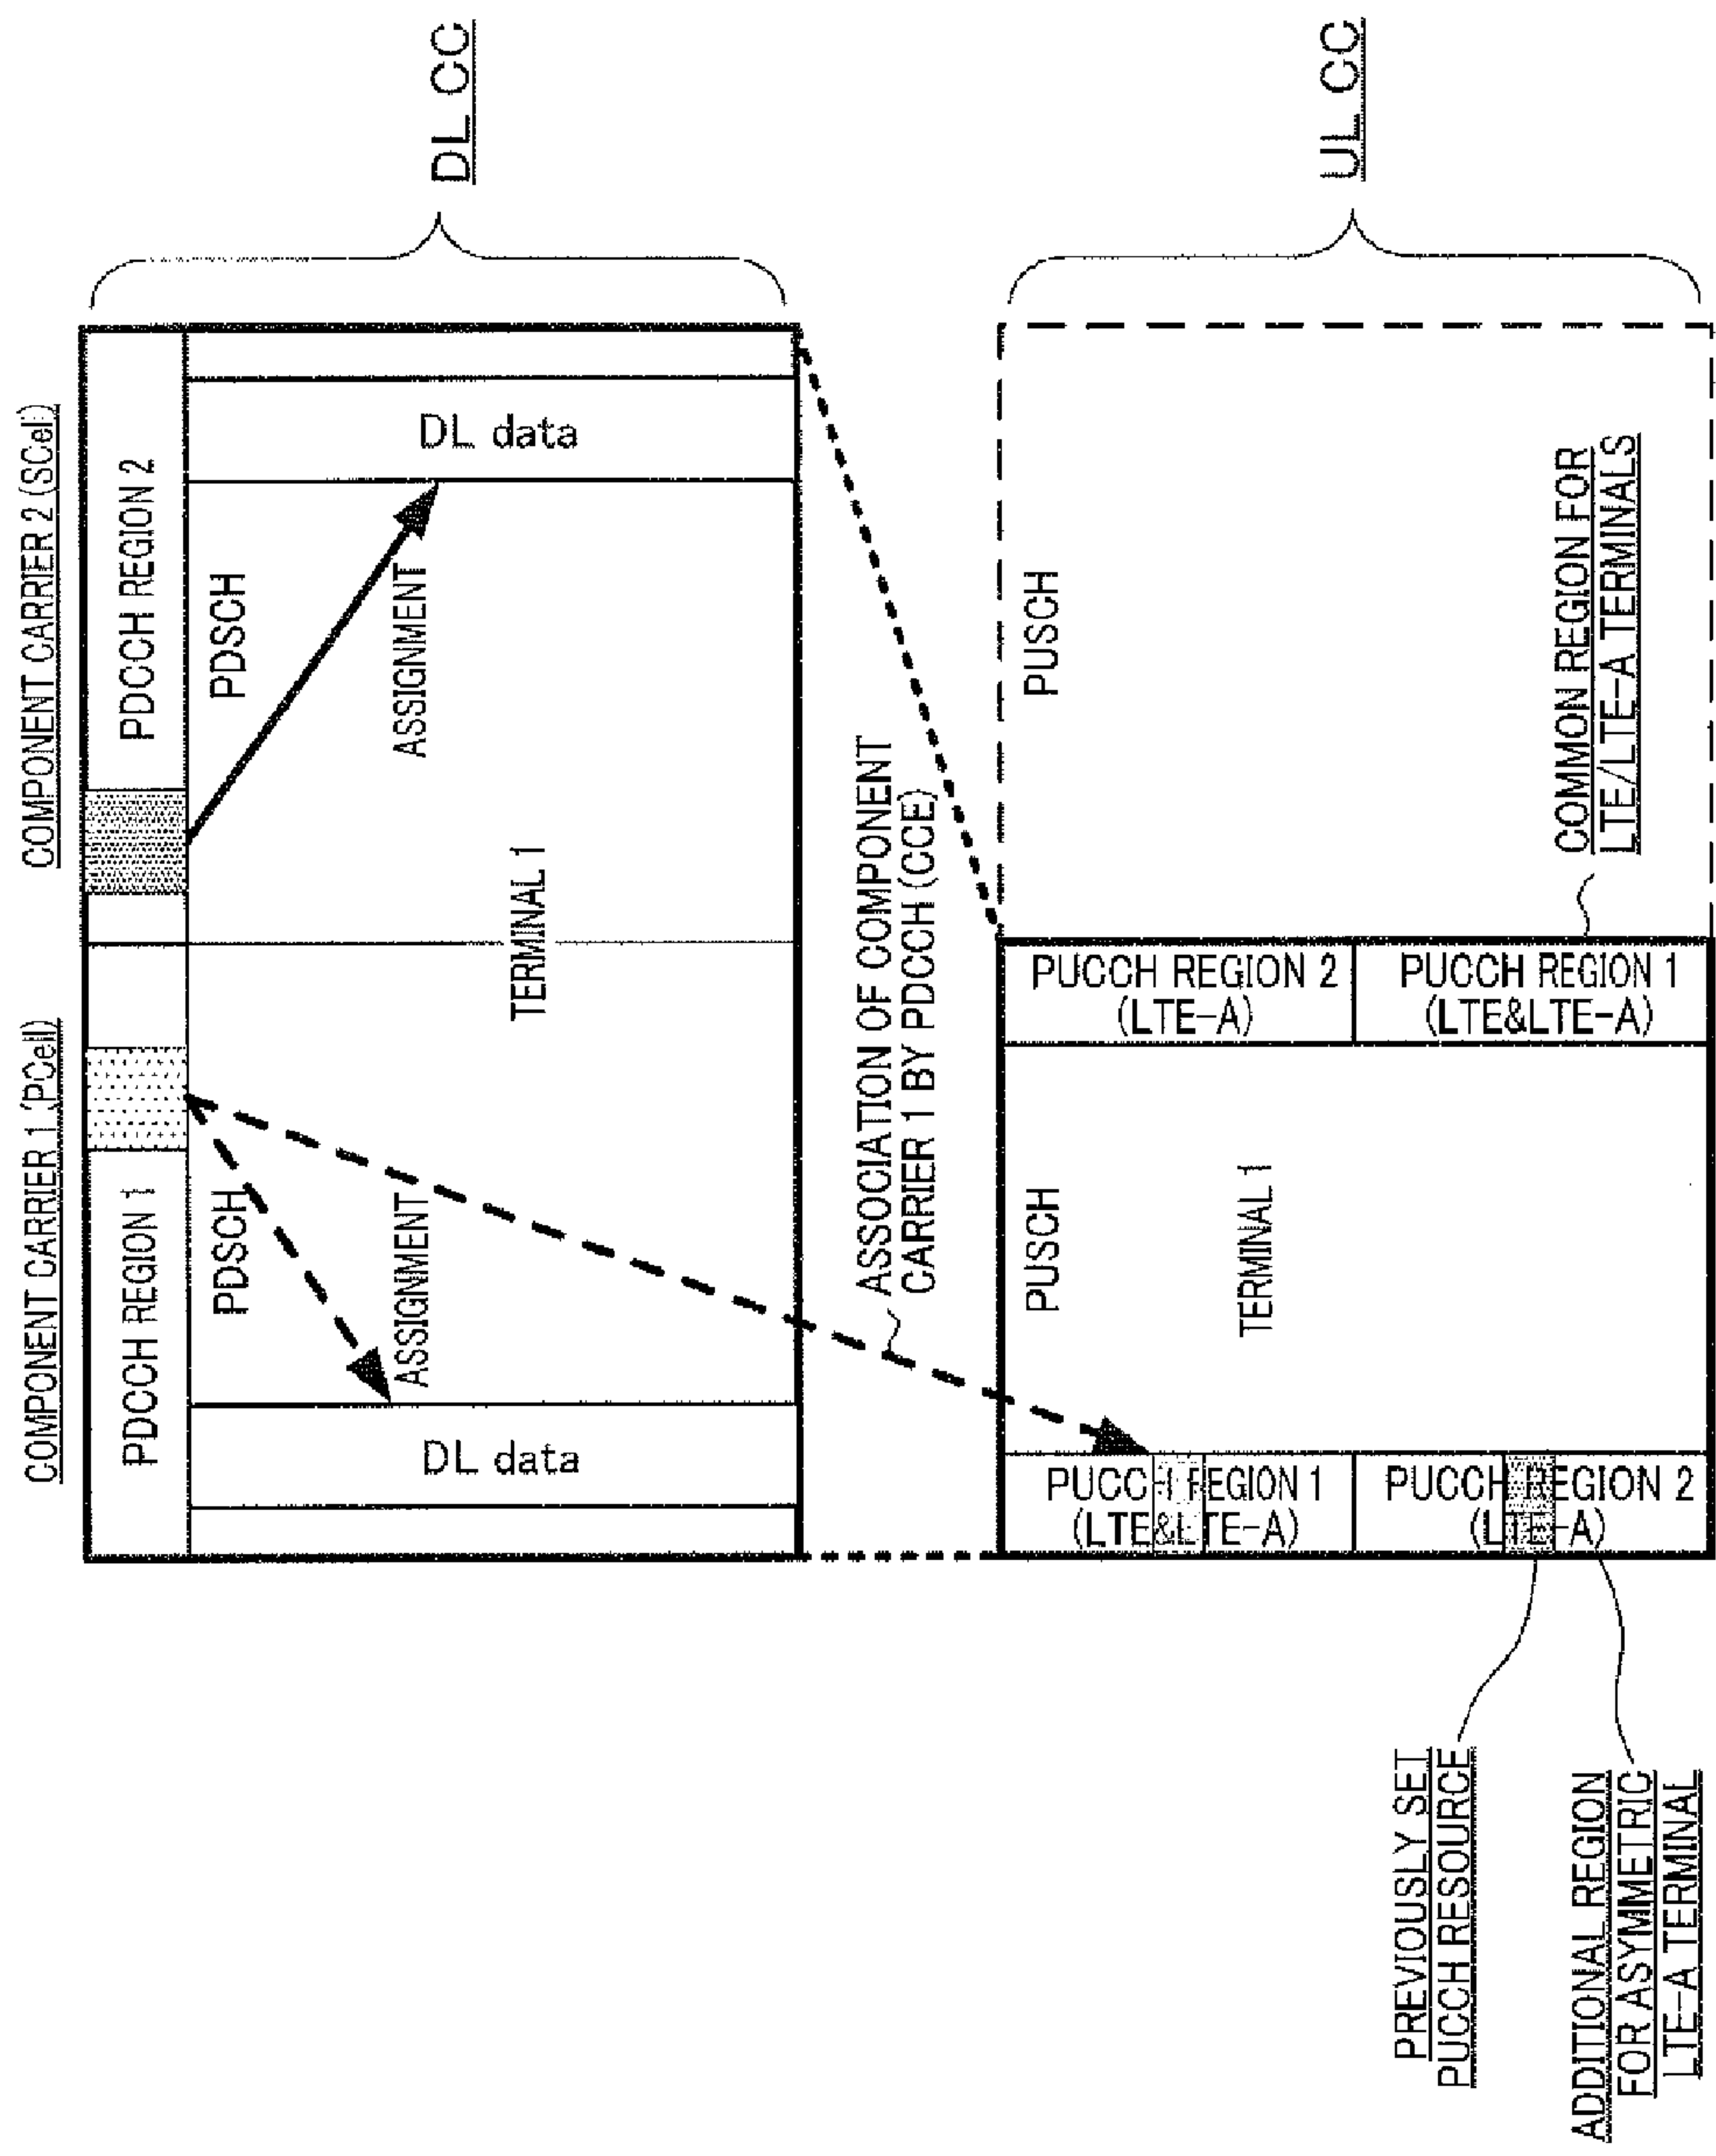 COMPONENT CARRIER 1 (PCell)
COMPONENT CARRIER 2 (SCell)
PDCCH REGION 1
PDCCH REGION 2
PDSCH
PDSCH
ASSIGNMENT
ASSIGNMENT
DL data
TERMINAL 1
DL data
DL CC
ASSOCIATION OF COMPONENT
CARRIER 1 BY PDCCH (CCE)
PUCCH REGION 1
(LTE&LTE-A)
PUSCH
TERMINAL 1
PUCCH REGION 2
(LTE-A)
PUSCH
PUCCH REGION 2
(LTE-A)
PUCCH REGION 1
(LTE&LTE-A)
UL CC
PREVIOUSLY SET
PUCCH RESOURCE
ADDITIONAL REGION
FOR ASYMMETRIC
LTE-A TERMINAL
COMMON REGION FOR
LTE/LTE-A TERMINALS